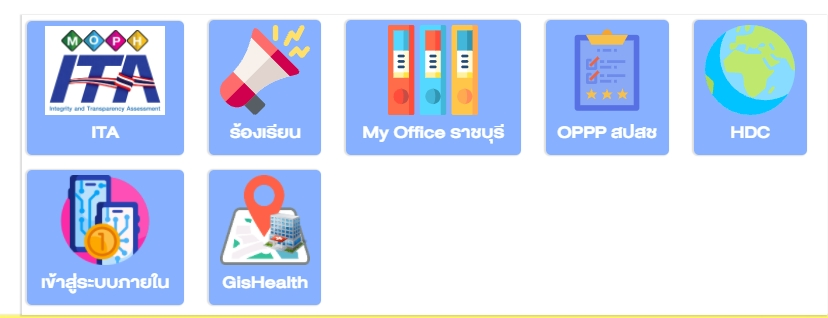 MOPH
ITA
Integrity and Transparency Assessment
ITA
ร้องเรียน
My Office ราชบุรี
OPPP สปสช
HDC
เข้าสู่ระบบภายใน
GisHealth